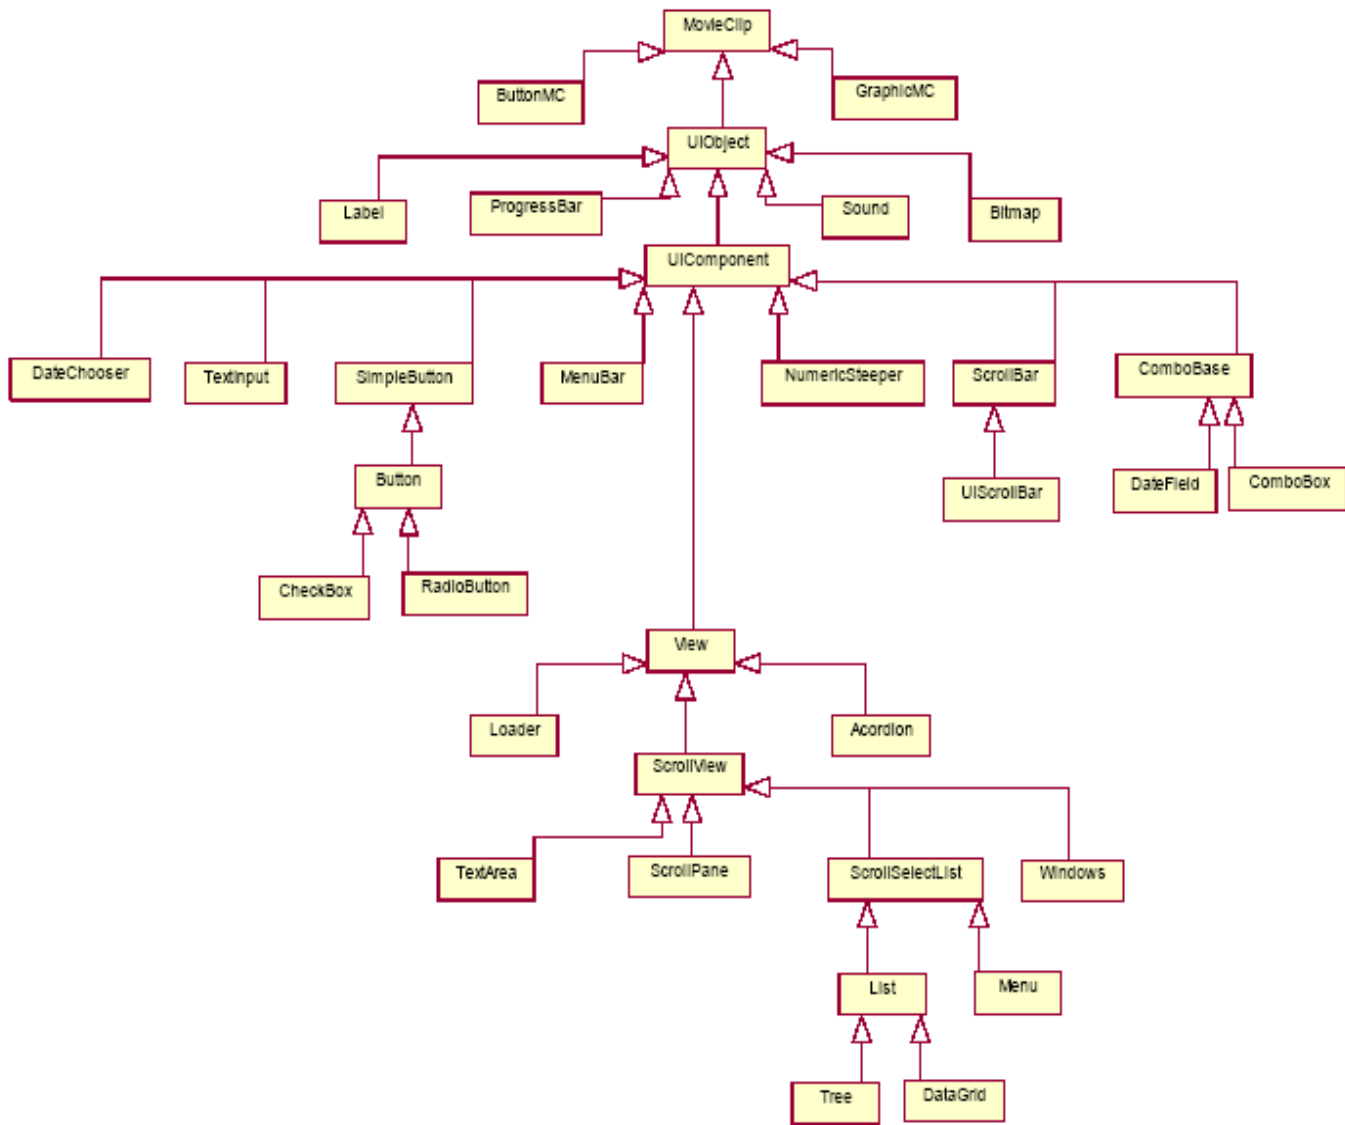 MovieClip
ButtonMC
GraphicMC
UIObject
Label
ProgressBar
Sound
Bitmap
UIComponent
DateChooser
TextInput
SimpleButton
MenuBar
NumericSteeper
ScrollBar
ComboBase
Button
UIScrollBar
DateField
ComboBox
CheckBox
RadioButton
View
Loader
Acordion
ScrollView
TextArea
ScrollPane
ScrollSelectList
Windows
List
Menu
Tree
DataGrid